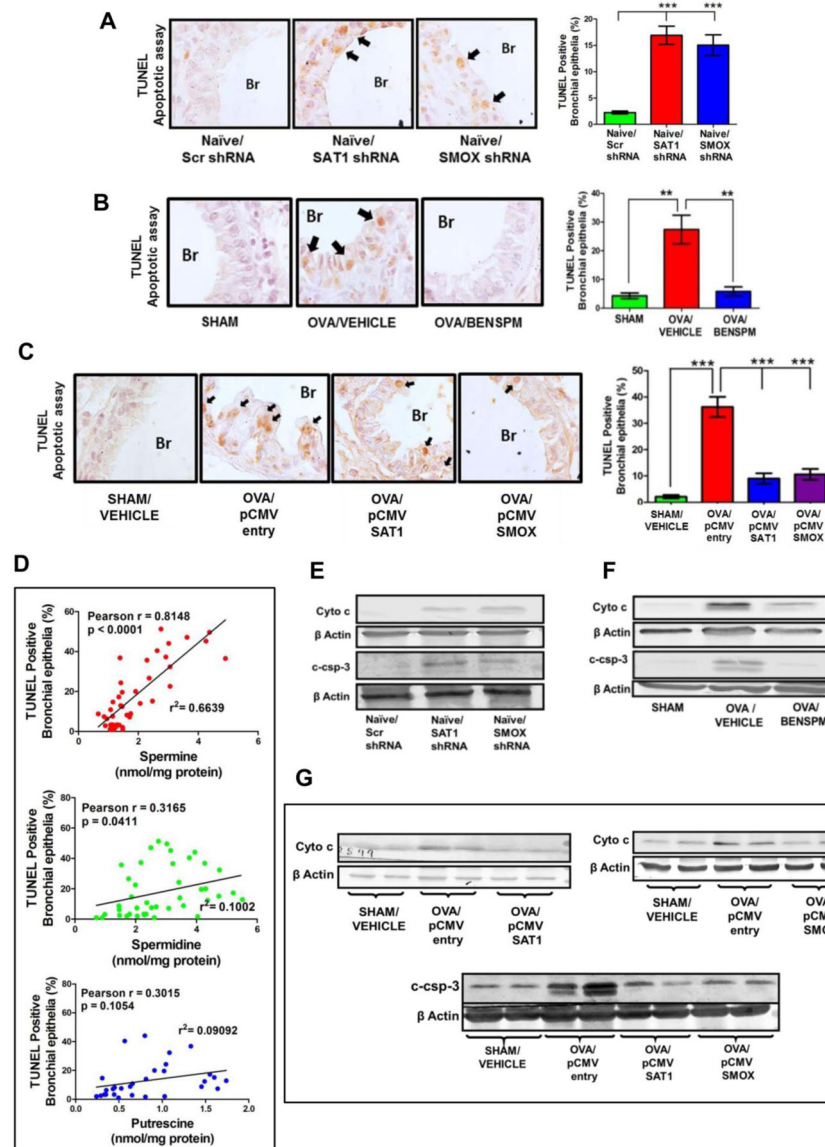 A
TUNEL
Apoptotic assay
Br
Br
Br
Naïve/
Scr shRNA
Naïve/
SAT1 shRNA
Naïve/
SMOX shRNA
TUNEL Positive
Bronchial epithelia (%)
20
15
10
5
0
***
***
Naive/
Scr
shRNA
Naive/
SAT1
shRNA
Naive/
SMOX
shRNA
B
TUNEL
Apoptotic assay
Br
Br
Br
SHAM
OVA/VEHICLE
OVA/BENSPM
TUNEL Positive
Bronchial epithelia (%)
40
30
20
10
0
**
**
SHAM
OVA/
VEHICLE
OVA/
BENSPM
C
TUNEL
Apoptotic assay
Br
Br
Br
Br
SHAM/
VEHICLE
OVA/
pCMV
entry
OVA/
pCMV
SAT1
OVA/
pCMV
SMOX
TUNEL Positive
Bronchial epithelia (%)
50
40
30
20
10
0
***
***
***
SHAM/
VEHICLE
OVA/
pCMV
entry
OVA/
pCMV
SAT1
OVA/
pCMV
SMOX
D
TUNEL Positive
Bronchial epithelia (%)
60
40
20
0
Pearson r = 0.8148
p < 0.0001
r²= 0.6639
0 2 4 6
Spermine
(nmol/mg protein)
TUNEL Positive
Bronchial epithelia (%)
80
60
40
20
0
Pearson r = 0.3165
p = 0.0411
r²= 0.1002
0 2 4 6
Spermidine
(nmol/mg protein)
TUNEL Positive
Bronchial epithelia (%)
80
60
40
20
0
Pearson r = 0.3015
p = 0.1054
r²= 0.09092
0.0 0.5 1.0 1.5 2.0
Putrescine
(nmol/mg protein)
E
Cyto c
β Actin
c-csp-3
β Actin
Naïve/
Scr
shRNA
Naïve/
SAT1
shRNA
Naïve/
SMOX
shRNA
F
Cyto c
β Actin
c-csp-3
β Actin
SHAM
OVA /
VEHICLE
OVA/
BENSPM
G
Cyto c
β Actin
SHAM/
VEHICLE
OVA/
pCMV
entry
OVA/
pCMV
SAT1
Cyto c
β Actin
SHAM/
VEHICLE
OVA/
pCMV
entry
OVA/
pCM
SMO
c-csp-3
β Actin
SHAM/
VEHICLE
OVA/
pCMV
entry
OVA/
pCMV
SAT1
OVA/
pCMV
SMOX